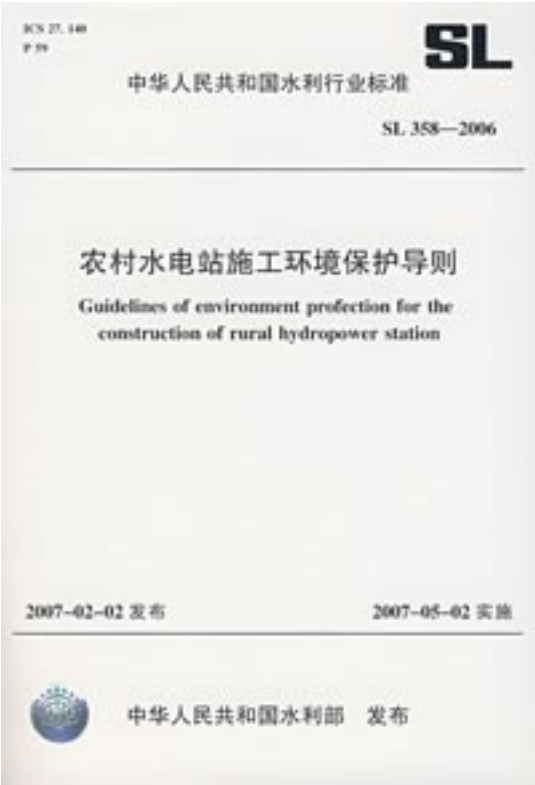 ICS 27. 140
P 59
SL
中华人民共和国水利行业标准
SL 358—2006
农村水电站施工环境保护导则
Guidelines of environment profection for the
construction of rural hydropower station
2007-02-02 发布
2007-05-02 实施
中华人民共和国水利部 发布